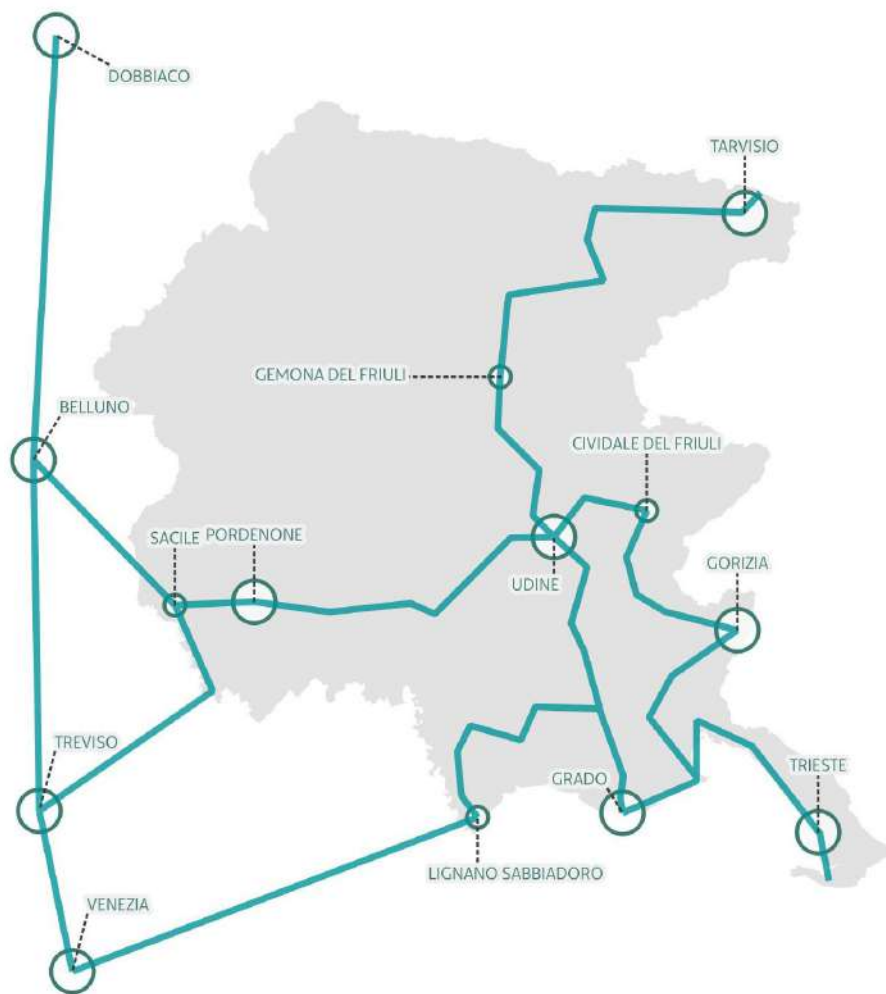 DOBBIACO
TARVISIO
GEMONA DEL FRIULI
BELLUNO
CIVIDALE DEL FRIULI
SACILE
PORDENONE
GORIZIA
UDINE
TREVISO
GRADO
TRIESTE
LIGNANO SABBIADORO
VENEZIA